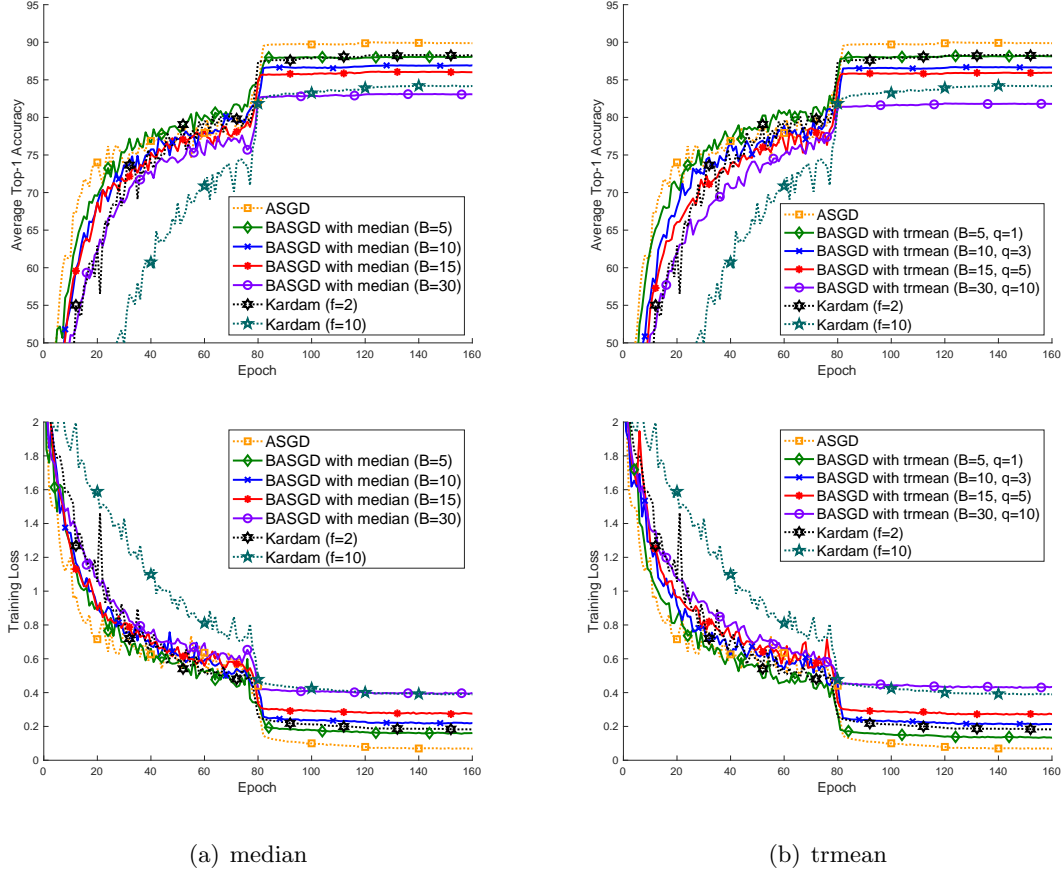 95
90
85
80
75
70
65
60
55
50
0 20 40 60 80 100 120 140 160
Average Top-1 Accuracy
Epoch
ASGD
BASGD with median (B=5)
BASGD with median (B=10)
BASGD with median (B=15)
BASGD with median (B=30)
Kardam (f=2)
Kardam (f=10)
95
90
85
80
75
70
65
60
55
50
0 20 40 60 80 100 120 140 160
Average Top-1 Accuracy
Epoch
ASGD
BASGD with trmean (B=5, q=1)
BASGD with trmean (B=10, q=3)
BASGD with trmean (B=15, q=5)
BASGD with trmean (B=30, q=10)
Kardam (f=2)
Kardam (f=10)
2
1.8
1.6
1.4
1.2
1
0.8
0.6
0.4
0.2
0
0 20 40 60 80 100 120 140 160
Training Loss
Epoch
ASGD
BASGD with median (B=5)
BASGD with median (B=10)
BASGD with median (B=15)
BASGD with median (B=30)
Kardam (f=2)
Kardam (f=10)
2
1.8
1.6
1.4
1.2
1
0.8
0.6
0.4
0.2
0
0 20 40 60 80 100 120 140 160
Training Loss
Epoch
ASGD
BASGD with trmean (B=5, q=1)
BASGD with trmean (B=10, q=3)
BASGD with trmean (B=15, q=5)
BASGD with trmean (B=30, q=10)
Kardam (f=2)
Kardam (f=10)
(a) median
(b) trmean